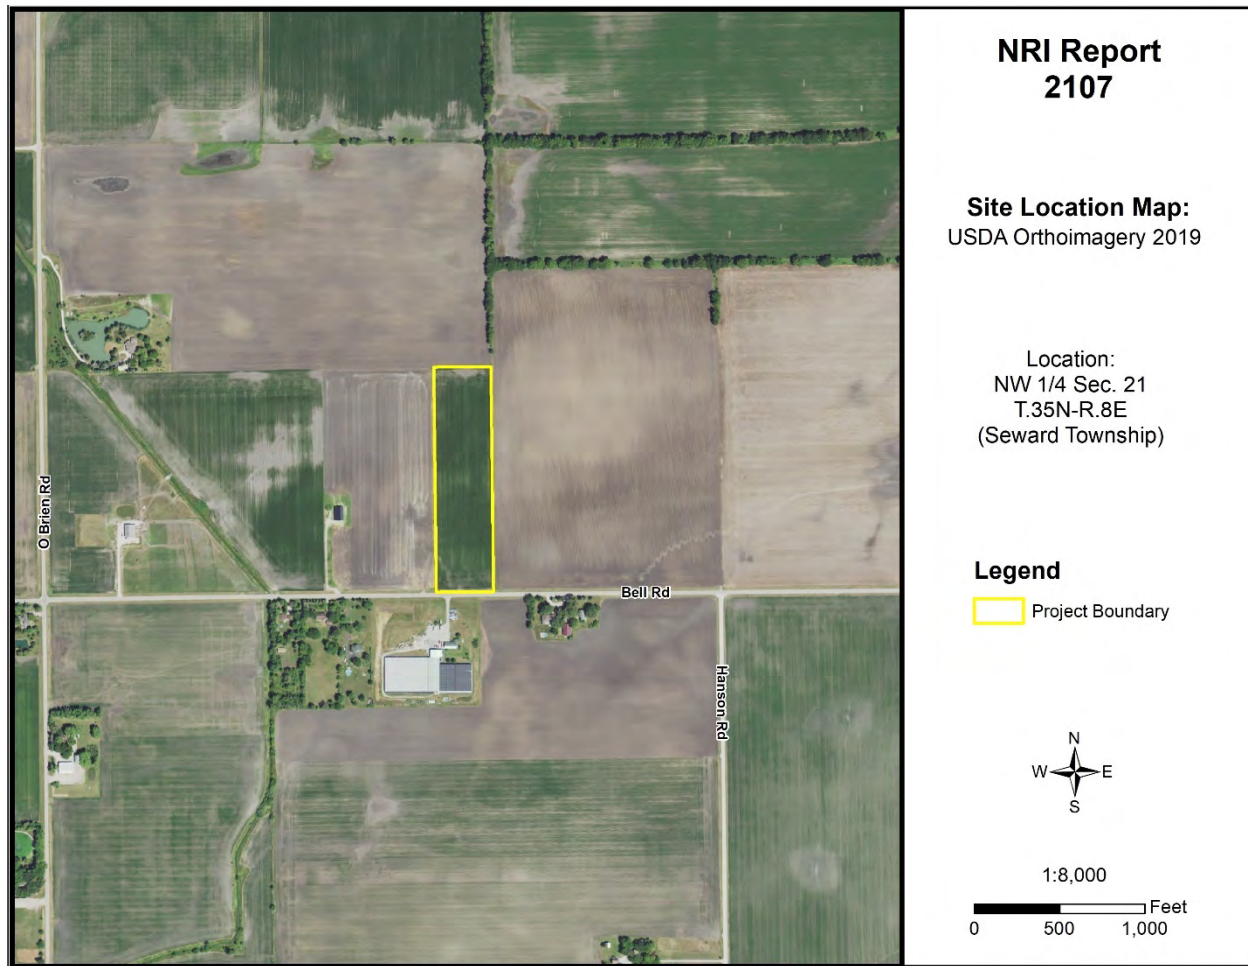 NRI Report
2107
Site Location Map:
USDA Orthoimagery 2019
Location:
NW 1/4 Sec. 21
T.35N-R.8E
(Seward Township)
Legend
Project Boundary
N
W E
S
1:8,000
Feet
0 500 1,000
O Brien Rd
Bell Rd
Hanson Rd